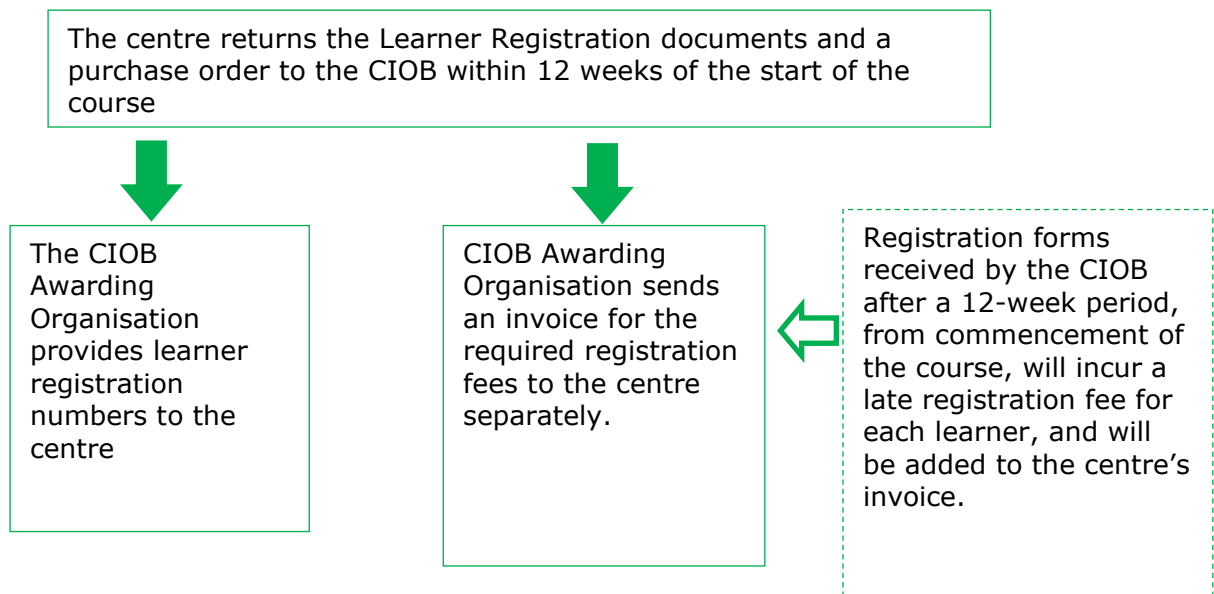 The centre returns the Learner Registration documents and a
purchase order to the CIOB within 12 weeks of the start of the
course
The CIOB
Awarding
Organisation
provides learner
registration
numbers to the
centre
CIOB Awarding
Organisation sends
an invoice for the
required registration
fees to the centre
separately.
Registration forms
received by the CIOB
after a 12-week period,
from commencement of
the course, will incur a
late registration fee for
each learner, and will
be added to the centre’s
invoice.